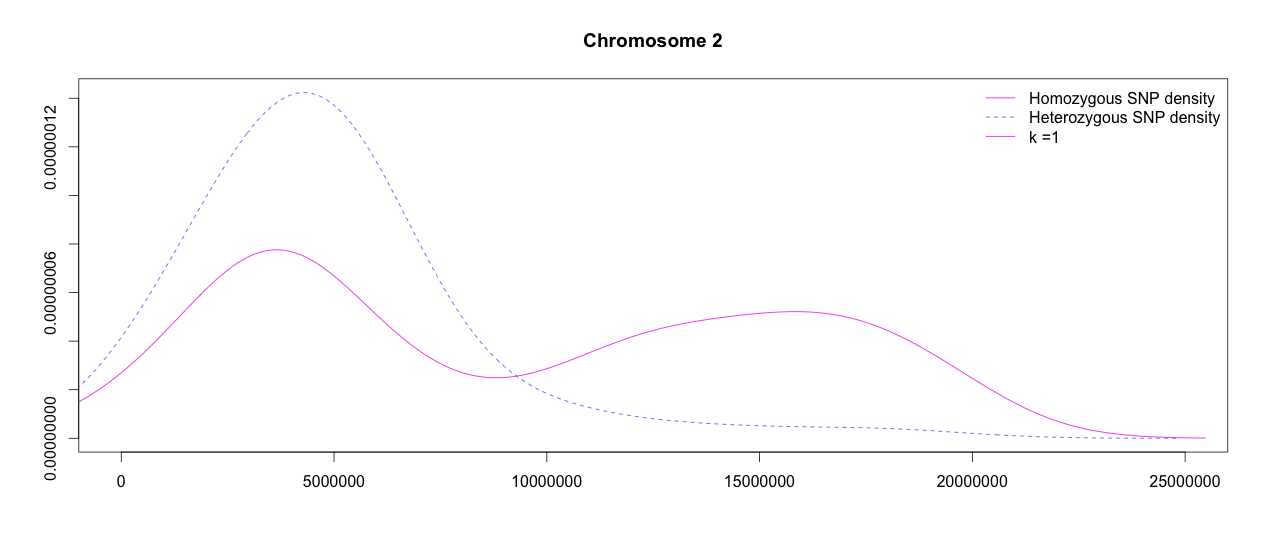 Chromosome 2
Homozygous SNP density
Heterozygous SNP density
k =1
0.00000012
0.00000006
0.00000000
0
5000000
10000000
15000000
20000000
25000000